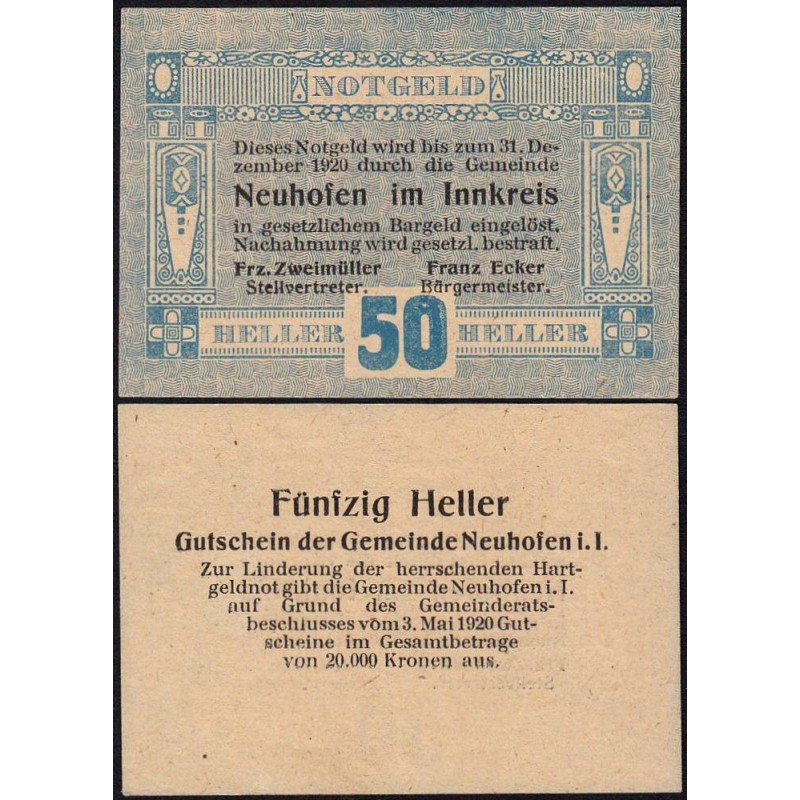 NOTGELD
Dieses Notgeld wird bis zum 31. De-
zember 1920 durch die Gemeinde
Neuhofen im Innkreis
in gesetzlichem Bargeld eingelöst.
Nachahmung wird gesetzl. bestraft.
Frz. Zweimüller Franz Ecker
Stellvertreter. Bürgermeister.
HELLER 50 HELLER
Fünfzig Heller
Gutschein der Gemeinde Neuhofen i. I.
Zur Linderung der herrschenden Hart-
geldnot gibt die Gemeinde Neuhofen i. I.
auf Grund des Gemeinderats-
beschlusses vom 3. Mai 1920 Gut-
scheine im Gesamtbetrage
von 20.000 Kronen aus.